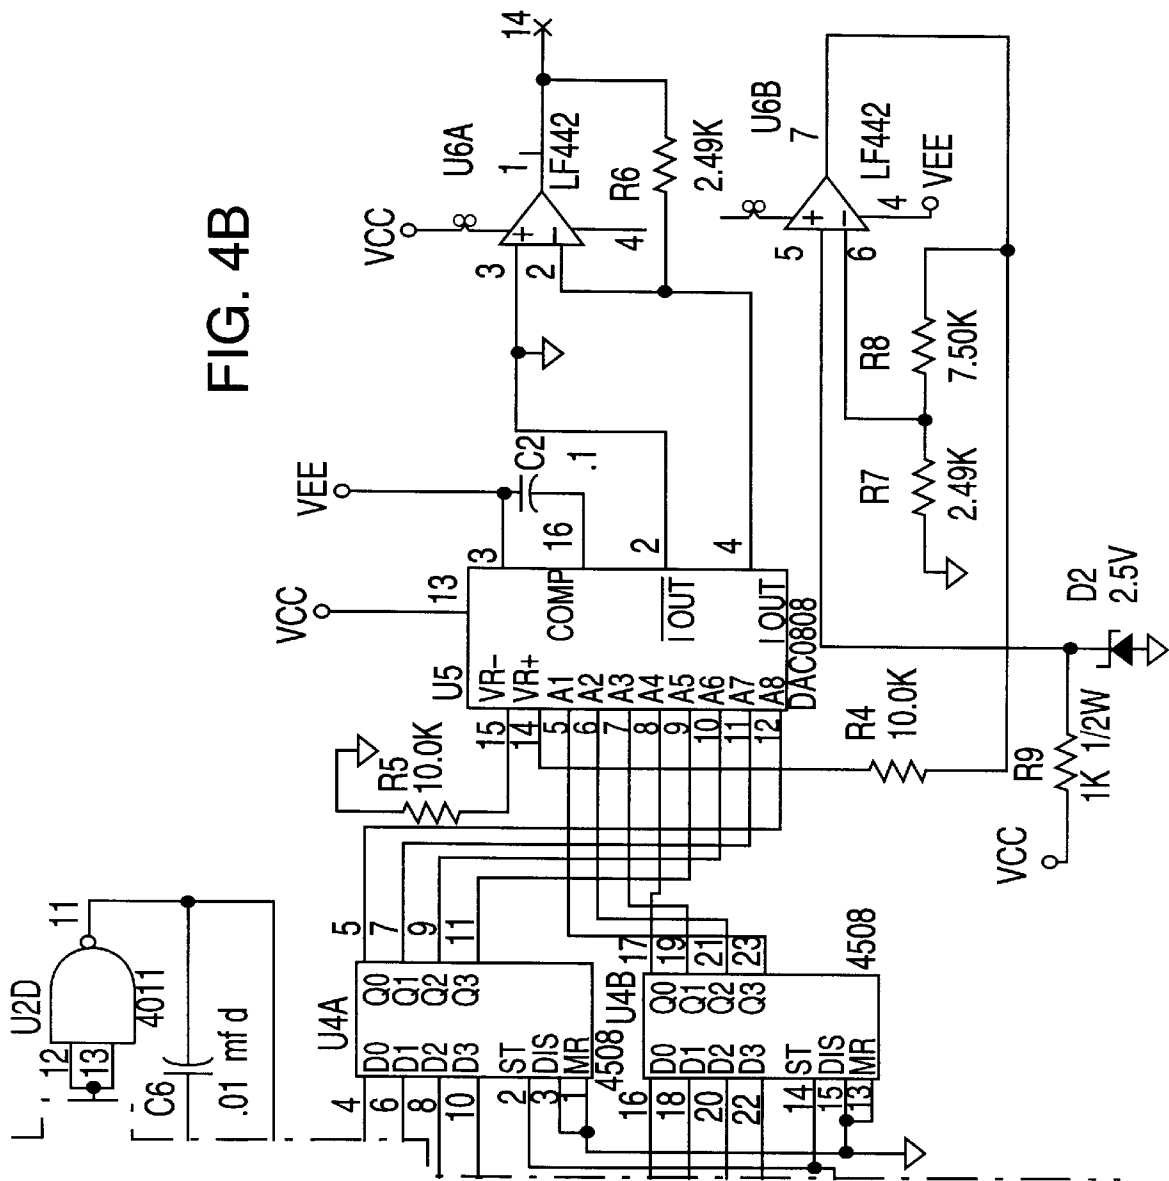 FIG. 4B
U2D
12
13
11
4011
C6
.01 mfd
U4A
4
6
8
10
2
3
1
D0
D1
D2
D3
ST
DIS
MR
Q0
Q1
Q2
Q3
5
7
9
11
4508
U4B
16
18
20
22
14
15
13
D0
D1
D2
D3
ST
DIS
MR
Q0
Q1
Q2
Q3
17
19
21
23
4508
R5
10.0K
VCC
13
VEE
3
C2
.1
16
U5
VR-
VR+
A1
A2
A3
A4
A5
A6
A7
A8
15
14
5
6
7
8
9
10
11
12
COMP
IOUT
IOUT
2
4
DAC0808
R4
10.0K
VCC
8
U6A
3
2
+
-
1
14
LF442
4
R6
2.49K
U6B
8
5
6
+
-
7
LF442
4
VEE
R7
2.49K
R8
7.50K
VCC
R9
1K 1/2W
D2
2.5V